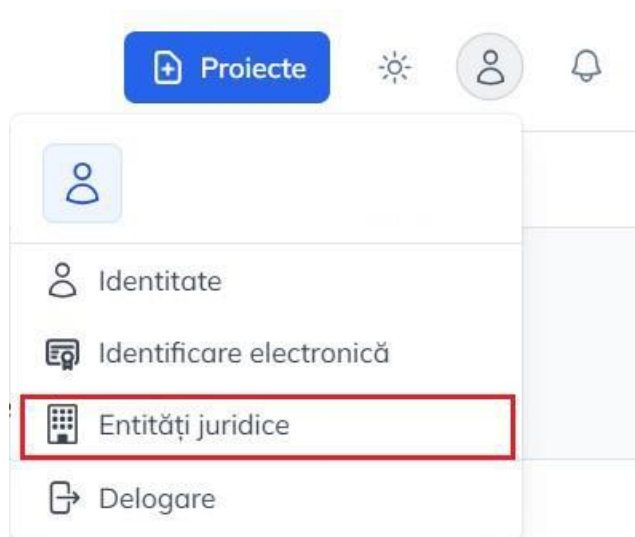 Proiecte
Identitate
Identificare electronică
Entități juridice
Delogare